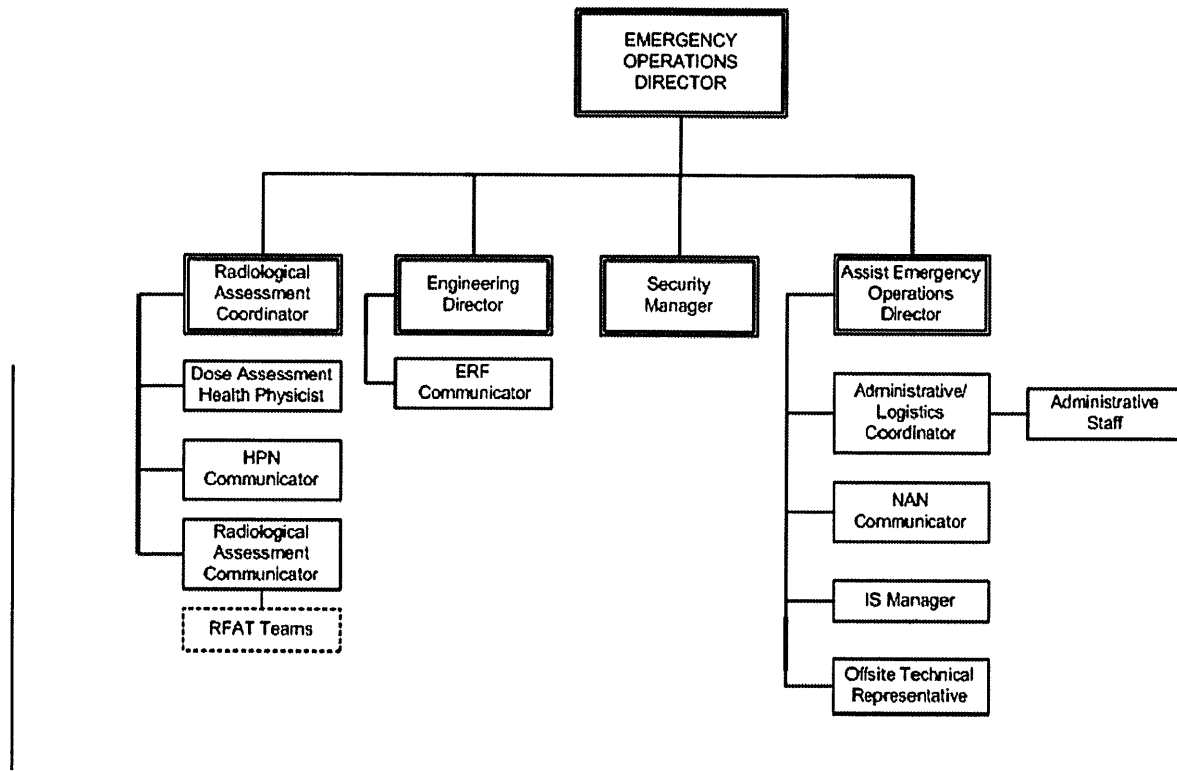 EMERGENCY
OPERATIONS
DIRECTOR
Radiological
Assessment
Coordinator
Engineering
Director
Security
Manager
Assist Emergency
Operations
Director
Dose Assessment
Health Physicist
ERF
Communicator
Administrative/
Logistics
Coordinator
Administrative
Staff
HPN
Communicator
NAN
Communicator
Radiological
Assessment
Communicator
IS Manager
RFAT Teams
Offsite Technical
Representative